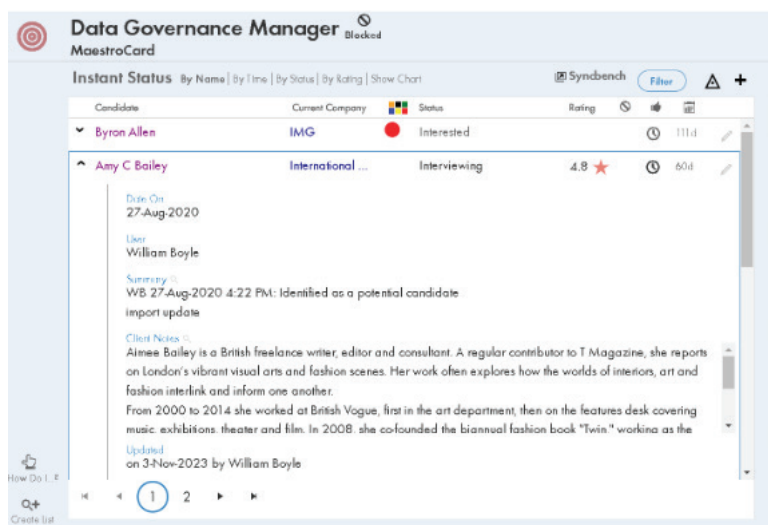 Data Governance Manager Blocked
MaestroCard
Instant Status By Name | By Time | By Status | By Rating | Show Chart Syncbench Filter
Candidate Current Company Status Rating
Byron Allen IMG Interested 111d
Amy C Bailey International ... Interviewing 4.8 60d
Date On
27-Aug-2020
User
William Boyle
Summary
WB 27-Aug-2020 4:22 PM: Identified as a potential candidate
import update
Client Notes
Aimee Bailey is a British freelance writer, editor and consultant. A regular contributor to T Magazine, she reports
on London's vibrant visual arts and fashion scenes. Her work often explores how the worlds of interiors, art and
fashion interlink and inform one another.
From 2000 to 2014 she worked at British Vogue, first in the art department, then on the features desk covering
music, exhibitions, theater and film. In 2008, she co-founded the biannual fashion book "Twin," working as the
Updated
on 3-Nov-2023 by William Boyle
How Do I..?
1 2
Create list